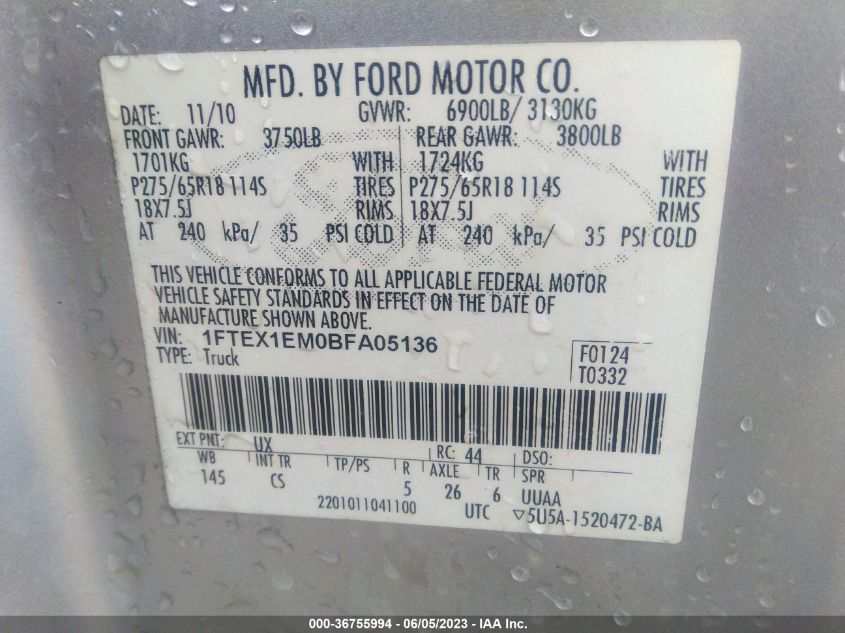 MFD. BY FORD MOTOR CO.
DATE: 11/10 GVWR: 6900LB/ 3130KG
FRONT GAWR: 3750LB REAR GAWR: 3800LB
1701KG WITH 1724KG WITH
P275/65R18 114S TIRES P275/65R18 114S TIRES
18X7.5J RIMS 18X7.5J RIMS
AT 240 kPa/ 35 PSI COLD AT 240 kPa/ 35 PSI COLD
THIS VEHICLE CONFORMS TO ALL APPLICABLE FEDERAL MOTOR
VEHICLE SAFETY STANDARDS IN EFFECT ON THE DATE OF
MANUFACTURE SHOWN ABOVE.
VIN: 1FTEX1EM0BFA05136
TYPE: Truck
F0124
T0332
EXT PNT: UX RC: 44 DSO:
WB INT TR TP/PS R AXLE TR SPR
145 CS 5 26 6 UUAA
2201011041100 UTC ▽5U5A-1520472-BA
000-36755994 - 06/05/2023 - IAAI.com